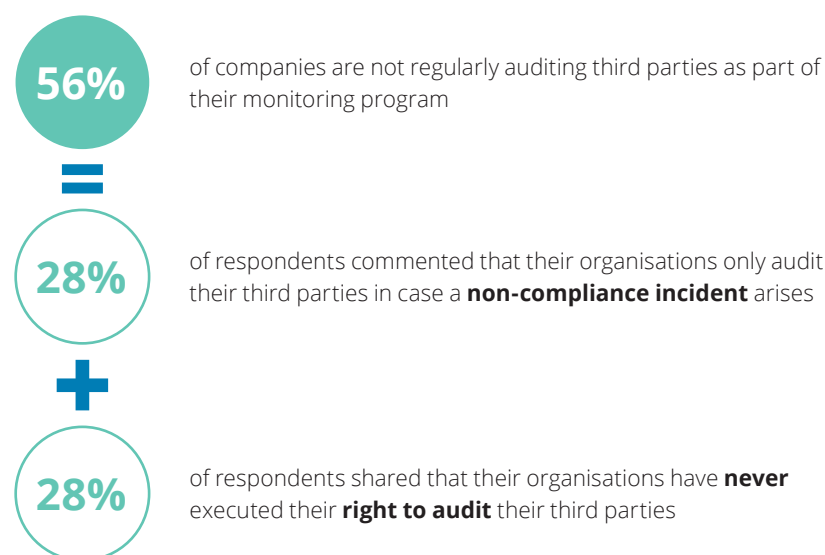 56%
of companies are not regularly auditing third parties as part of
their monitoring program
=
28%
of respondents commented that their organisations only audit
their third parties in case a non-compliance incident arises
+
28%
of respondents shared that their organisations have never
executed their right to audit their third parties